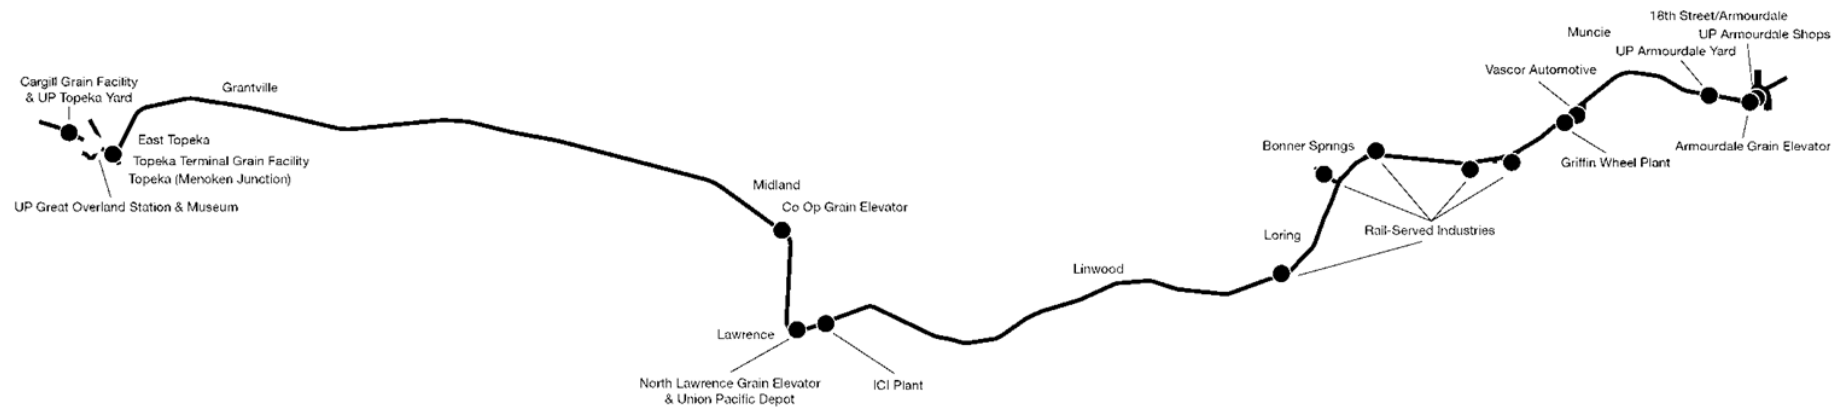 Cargill Grain Facility
& UP Topeka Yard
Grantville
East Topeka
Topeka Terminal Grain Facility
Topeka (Menoken Junction)
UP Great Overland Station & Museum
Midland
Co Op Grain Elevator
Lawrence
North Lawrence Grain Elevator
& Union Pacific Depot
ICI Plant
Linwood
Loring
Bonner Springs
Rail-Served Industries
Vascor Automotive
Griffin Wheel Plant
Muncie
16th Street/Armourdale
UP Armourdale Shops
UP Armourdale Yard
Armourdale Grain Elevator